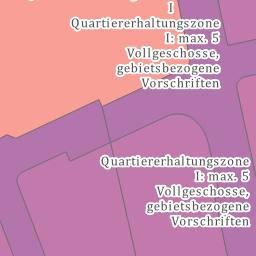 I
Quartiererhaltungszone
I: max. 5
Vollgeschosse,
gebietsbezogene
Vorschriften
Quartiererhaltungszone
I: max. 5
Vollgeschosse,
gebietsbezogene
Vorschriften